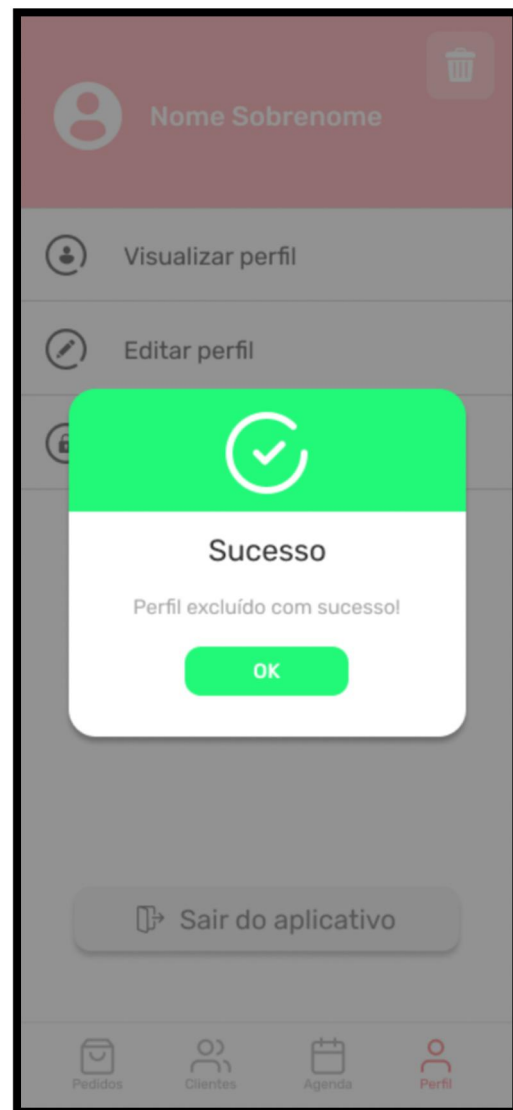 Nome Sobrenome
Visualizar perfil
Editar perfil
Sucesso
Perfil excluído com sucesso!
OK
Sair do aplicativo
Pedidos
Clientes
Agenda
Perfil